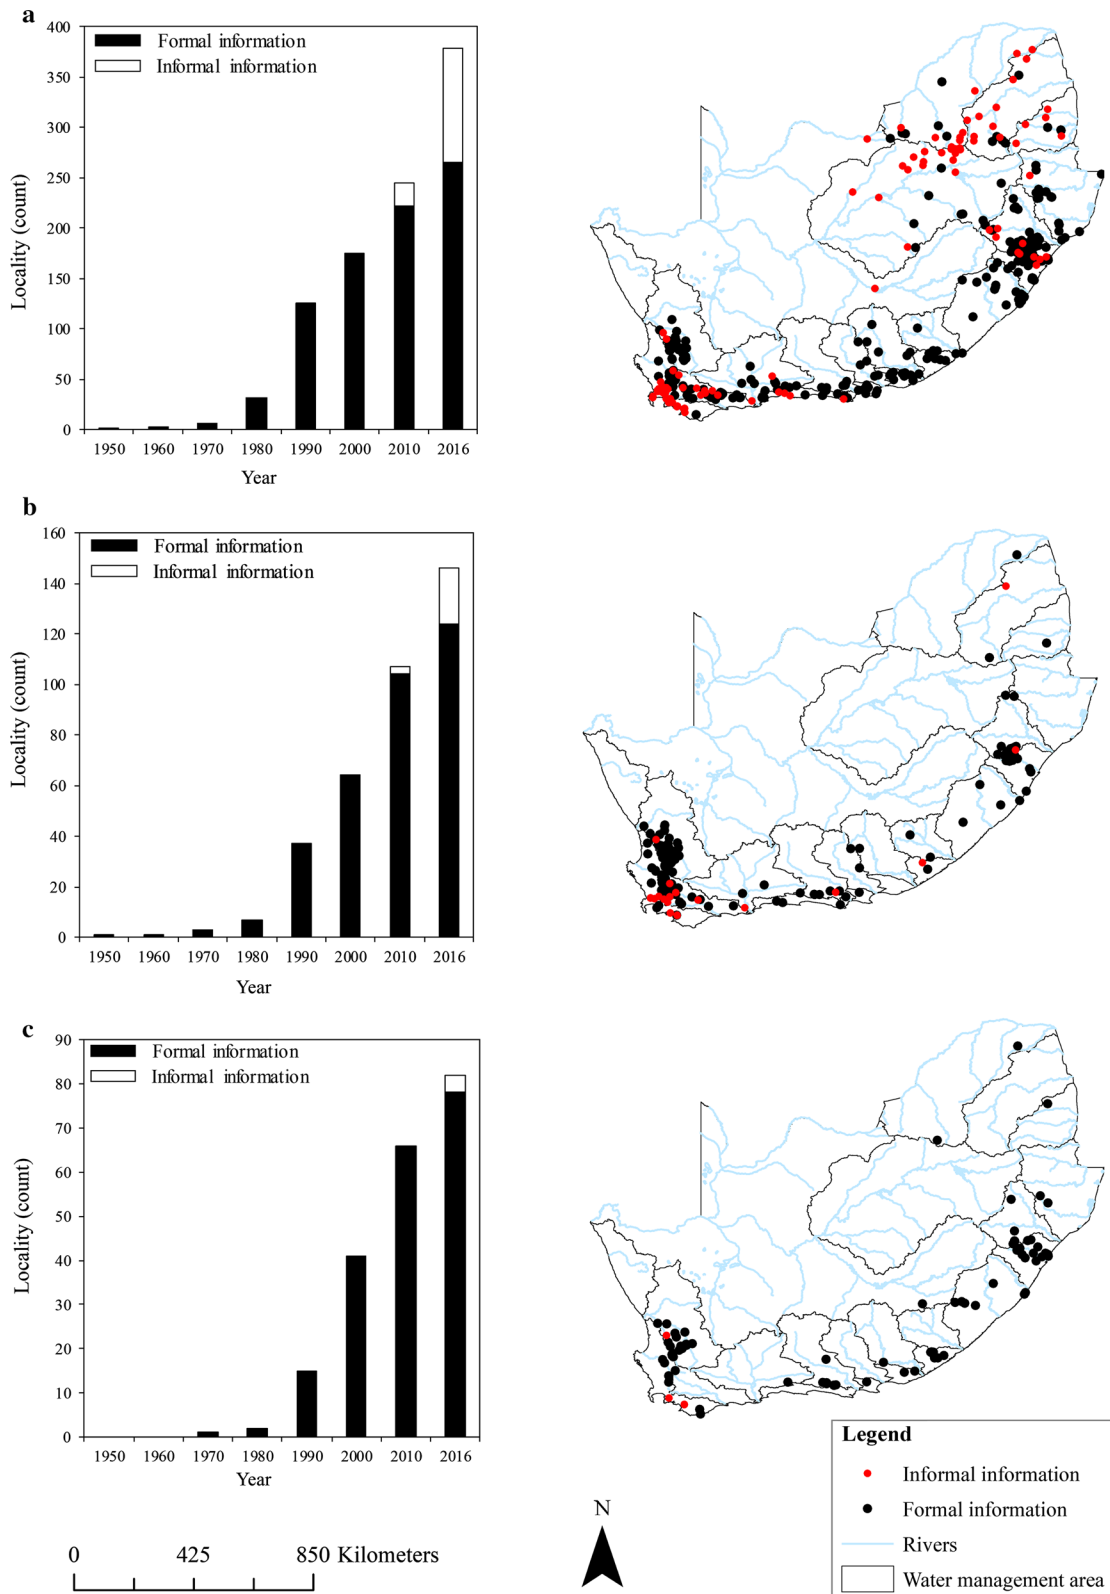 a
400
350
300
250
200
150
100
50
0
Locality (count)
Formal information
Informal information
1950 1960 1970 1980 1990 2000 2010 2016
Year
b
160
140
120
100
80
60
40
20
0
Locality (count)
Formal information
Informal information
1950 1960 1970 1980 1990 2000 2010 2016
Year
c
90
80
70
60
50
40
30
20
10
0
Locality (count)
Formal information
Informal information
1950 1960 1970 1980 1990 2000 2010 2016
Year
0 425 850 Kilometers
N
Legend
Informal information
Formal information
Rivers
Water management area